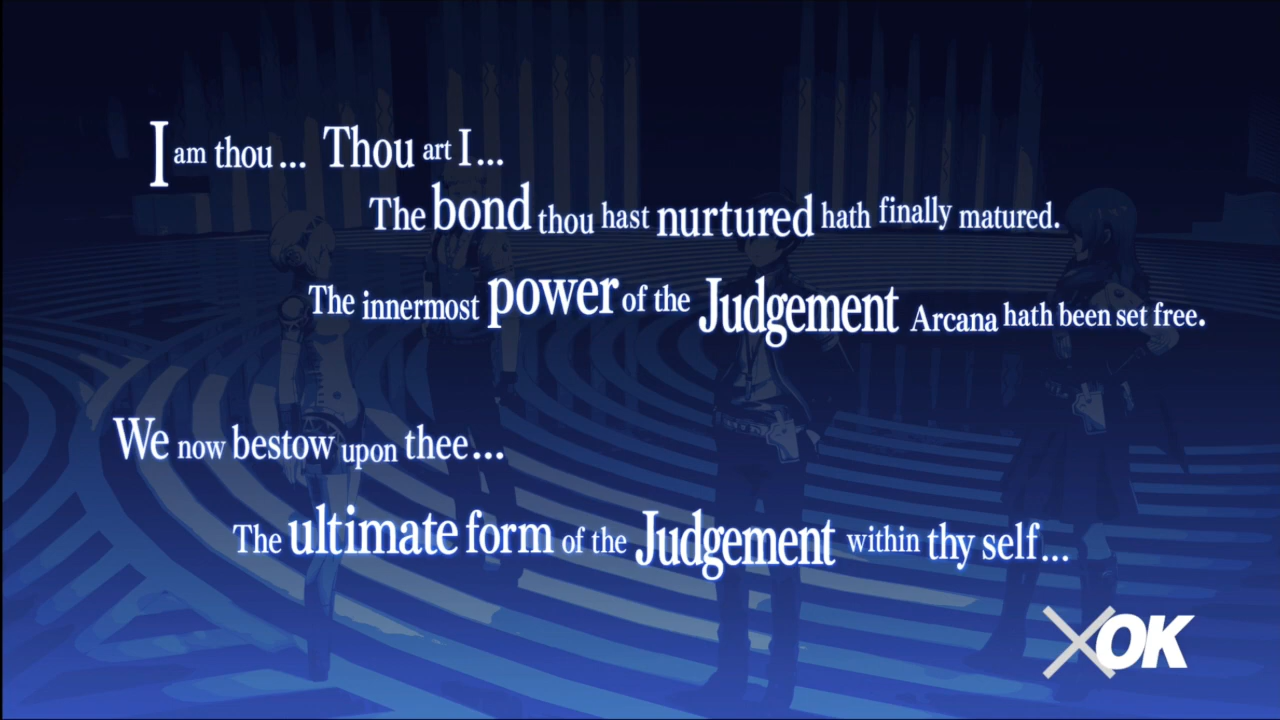 I am thou... Thou art I...
The bond thou hast nurtured hath finally matured.
The innermost power of the Judgement Arcana hath been set free.
We now bestow upon thee...
The ultimate form of the Judgement within thy self...
OK